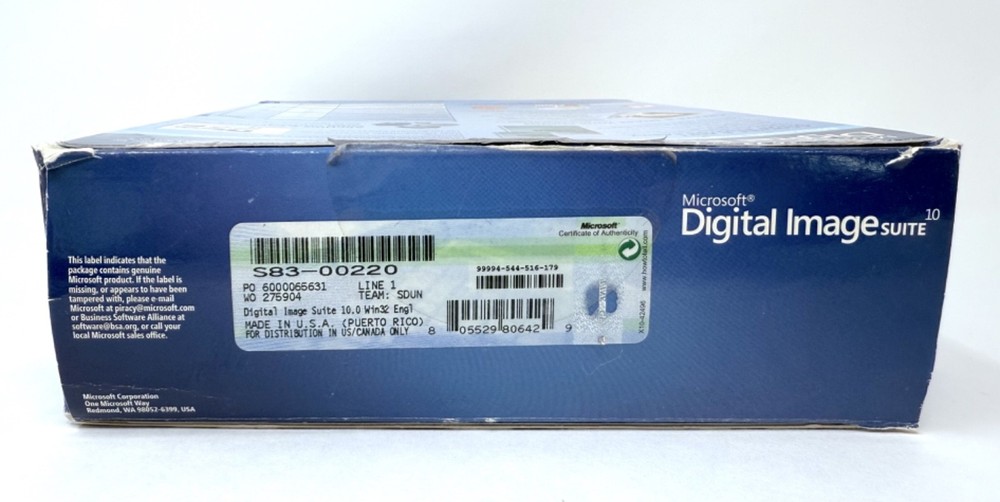 Microsoft®
Digital Image SUITE 10
This label indicates that the
package contains genuine
Microsoft product. If the label is
missing, or appears to have been
tampered with, please e-mail
Microsoft at piracy@microsoft.com
or Business Software Alliance at
software@bsa.org, or call your
local Microsoft sales office.
Microsoft Corporation
One Microsoft Way
Redmond, WA 98052-6399, USA
Microsoft
Certificate of Authenticity
S83-00220
PO 6000065631 LINE 1
WO 275904 TEAM: SDUN
Digital Image Suite 10.0 Win32 Engl
MADE IN U.S.A. (PUERTO RICO)
FOR DISTRIBUTION IN US/CANADA ONLY
99994-544-516-179
8 05529 80642 9
www.howtotell.com
X10-42496